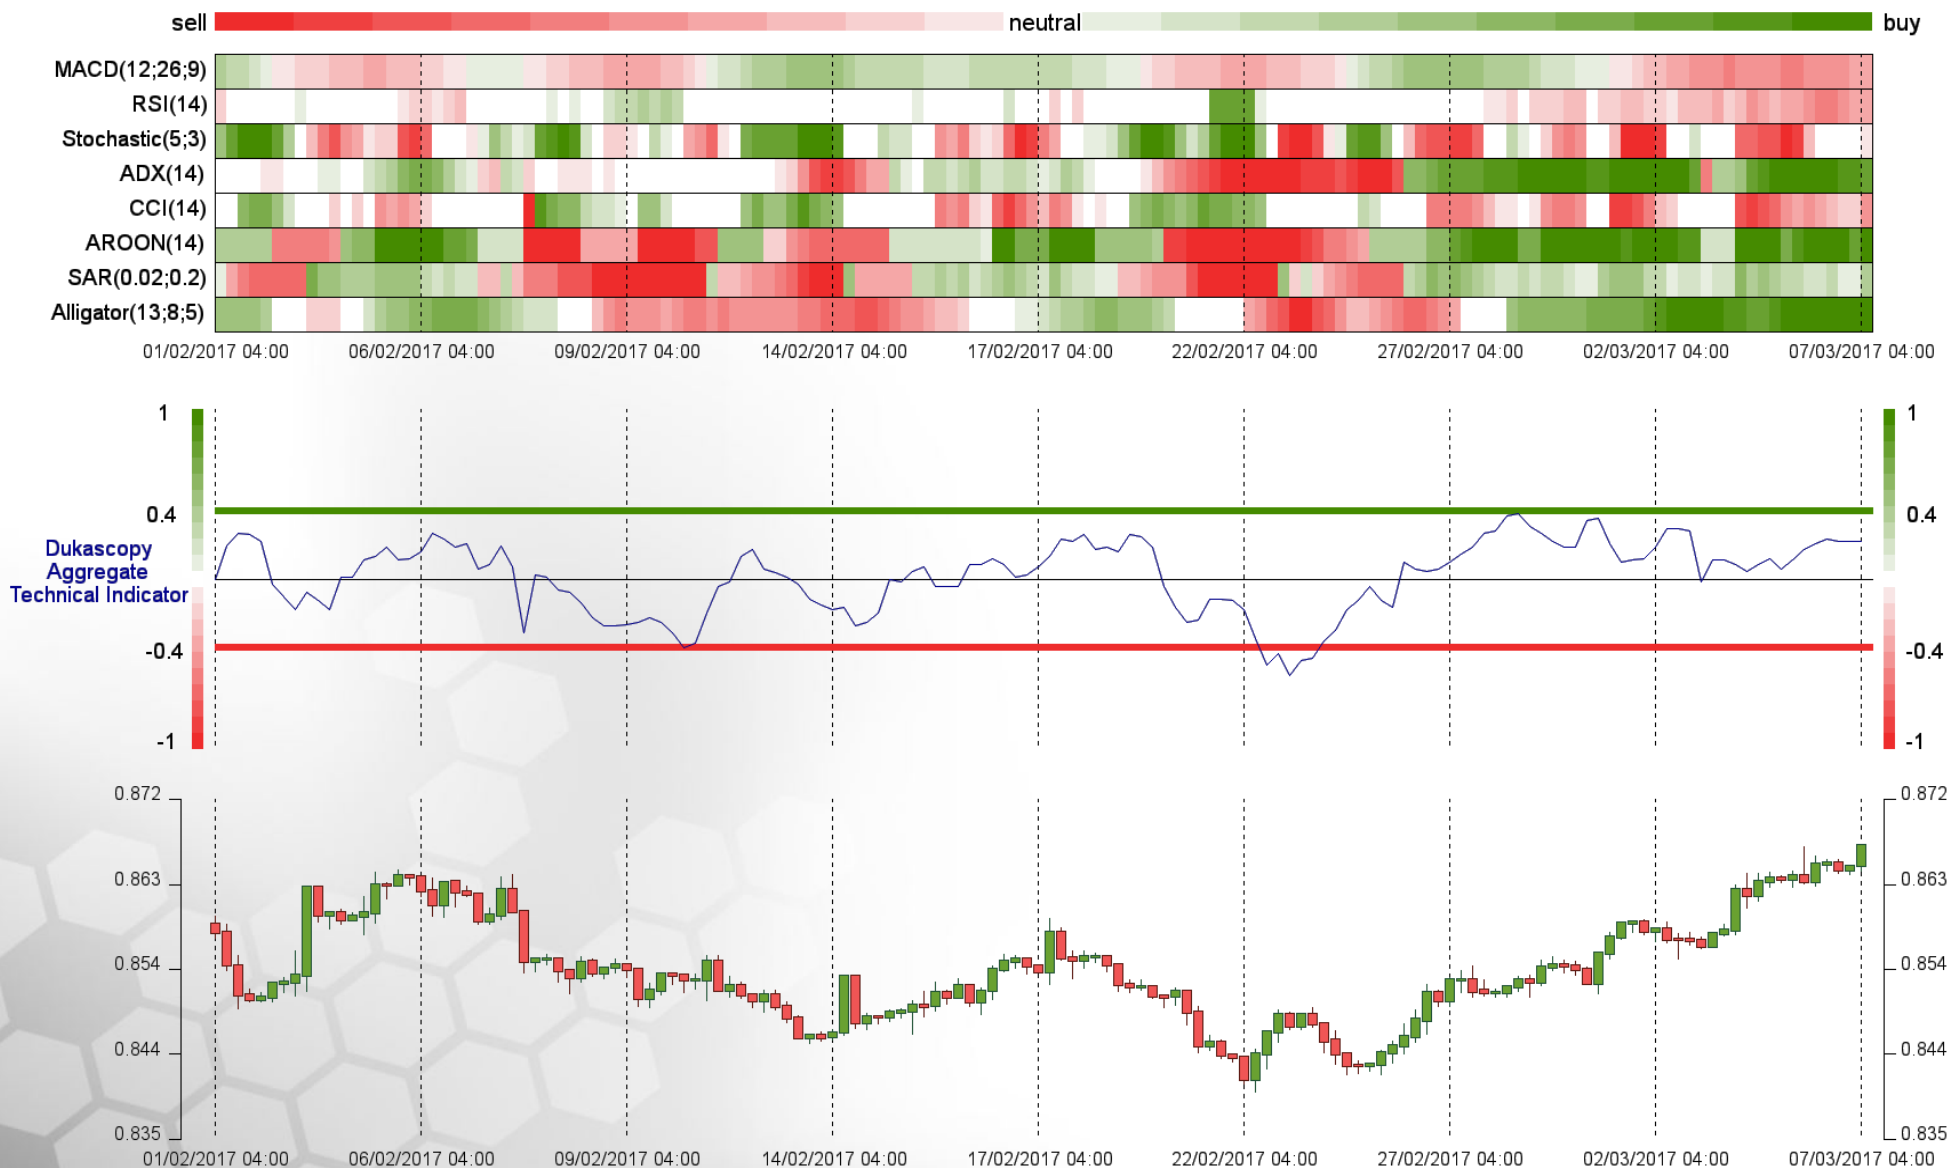 sell neutral buy
MACD(12;26;9)
RSI(14)
Stochastic(5;3)
ADX(14)
CCI(14)
AROON(14)
SAR(0.02;0.2)
Alligator(13;8;5)
01/02/2017 04:00 06/02/2017 04:00 09/02/2017 04:00 14/02/2017 04:00 17/02/2017 04:00 22/02/2017 04:00 27/02/2017 04:00 02/03/2017 04:00 07/03/2017 04:00
1 1
0.4 0.4
Dukascopy
Aggregate
Technical Indicator
-0.4 -0.4
-1 -1
0.872 0.872
0.863 0.863
0.854 0.854
0.844 0.844
0.835 0.835
01/02/2017 04:00 06/02/2017 04:00 09/02/2017 04:00 14/02/2017 04:00 17/02/2017 04:00 22/02/2017 04:00 27/02/2017 04:00 02/03/2017 04:00 07/03/2017 04:00